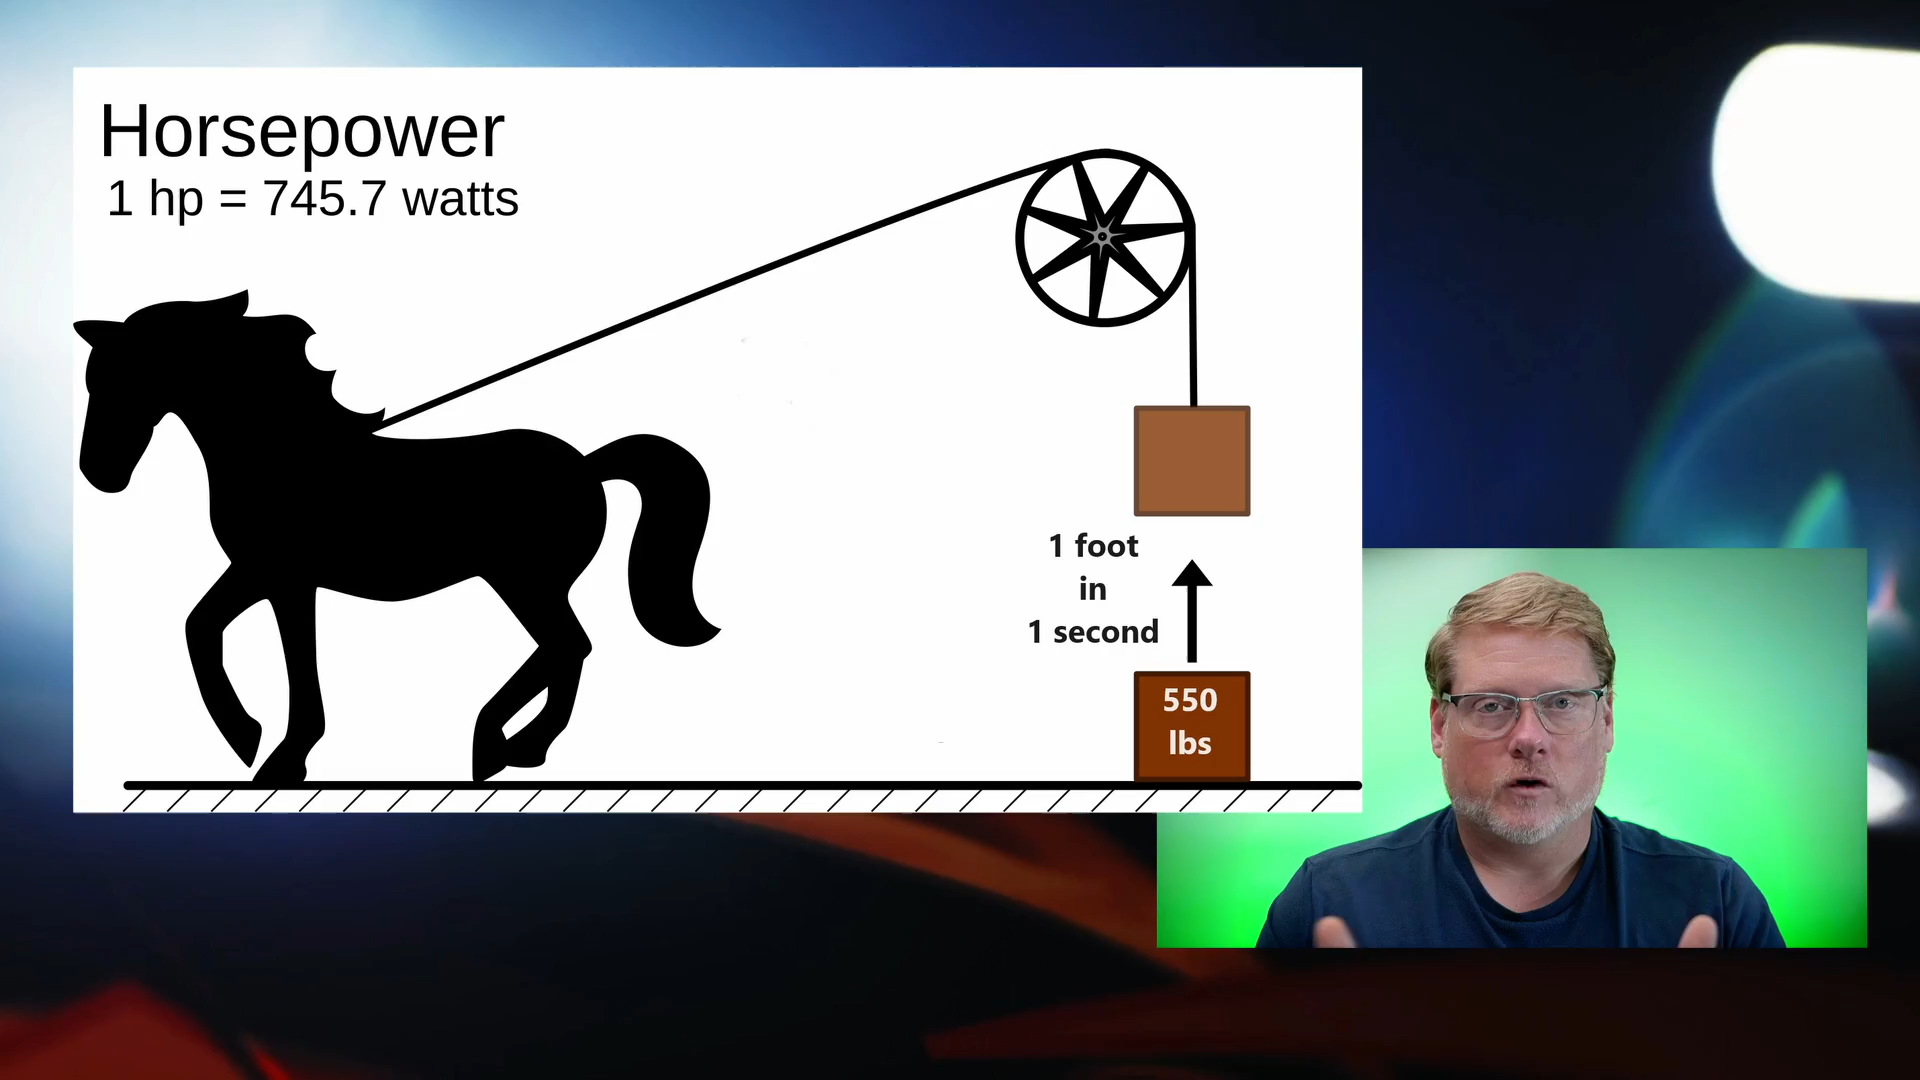 Horsepower
1 hp = 745.7 watts
1 foot
in
1 second
550
lbs